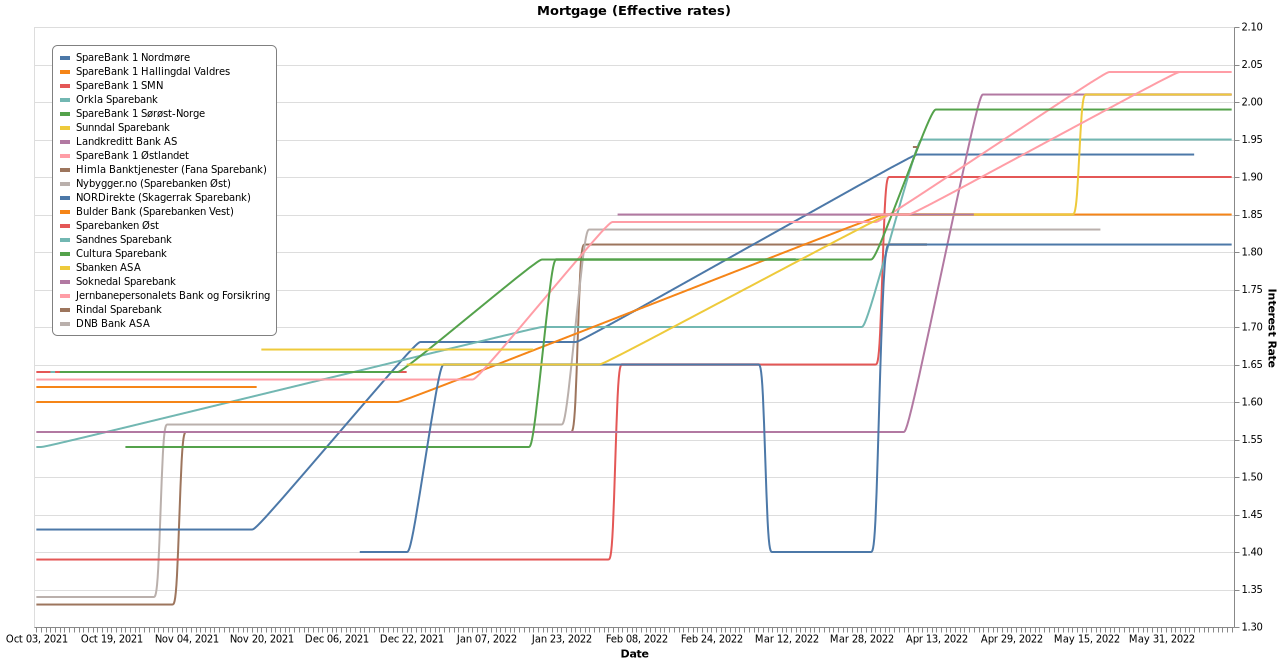 Mortgage (Effective rates)
SpareBank 1 Nordmøre
SpareBank 1 Hallingdal Valdres
SpareBank 1 SMN
Orkla Sparebank
SpareBank 1 Sørøst-Norge
Sunndal Sparebank
Landkreditt Bank AS
SpareBank 1 Østlandet
Himla Banktjenester (Fana Sparebank)
Nybygger.no (Sparebanken Øst)
NORDirekte (Skagerrak Sparebank)
Bulder Bank (Sparebanken Vest)
Sparebanken Øst
Sandnes Sparebank
Cultura Sparebank
Sbanken ASA
Soknedal Sparebank
Jernbanepersonalets Bank og Forsikring
Rindal Sparebank
DNB Bank ASA
2.10
2.05
2.00
1.95
1.90
1.85
1.80
1.75
1.70
1.65
1.60
1.55
1.50
1.45
1.40
1.35
1.30
Interest Rate
Oct 03, 2021 Oct 19, 2021 Nov 04, 2021 Nov 20, 2021 Dec 06, 2021 Dec 22, 2021 Jan 07, 2022 Jan 23, 2022 Feb 08, 2022 Feb 24, 2022 Mar 12, 2022 Mar 28, 2022 Apr 13, 2022 Apr 29, 2022 May 15, 2022 May 31, 2022
Date